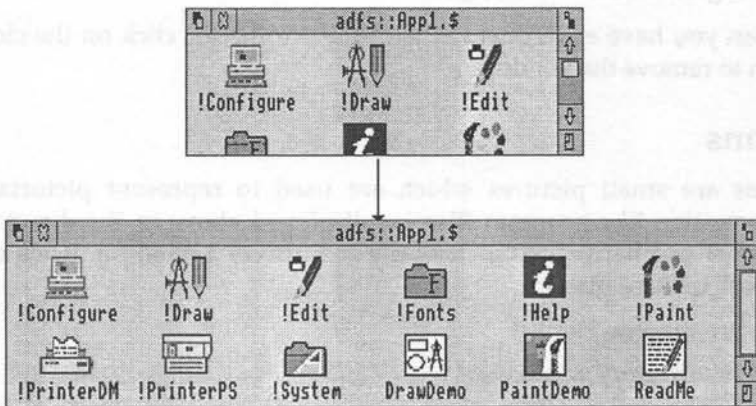 adfs::App1.$
!Configure !Draw !Edit
F i
adfs::App1.$
!Configure !Draw !Edit !Fonts !Help !Paint
!PrinterDM !PrinterPS !System DrawDemo PaintDemo ReadMe